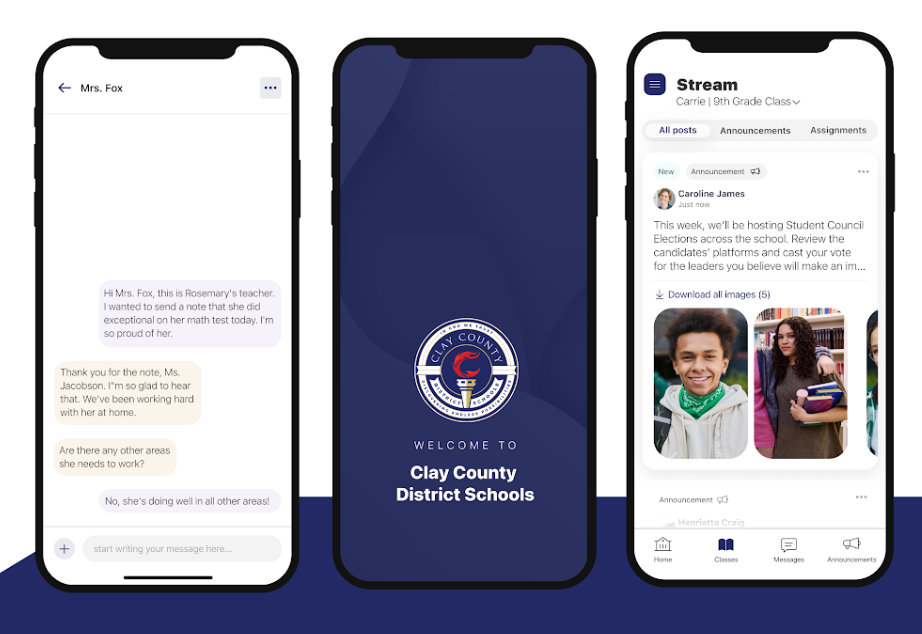 Mrs. Fox
Hi Mrs. Fox, this is Rosemary's teacher.
I wanted to send a note that she did
exceptional on her math test today. I'm
so proud of her.
Thank you for the note, Ms.
Jacobson. I"m so glad to hear
that. We've been working hard
with her at home.
Are there any other areas
she needs to work?
No, she's doing well in all other areas!
start writing your message here...
IN GOD WE TRUST
CLAY COUNTY
DISTRICT SCHOOLS
DISCOVERING ENDLESS POSSIBILITIES
WELCOME TO
Clay County
District Schools
Stream
Carrie | 9th Grade Class
All posts Announcements Assignments
New Announcement
Caroline James
Just now
This week, we'll be hosting Student Council
Elections across the school. Review the
candidates' platforms and cast your vote
for the leaders you believe will make an im...
Download all images (5)
Announcement
Henrietta Craig
Home Classes Messages Announcements